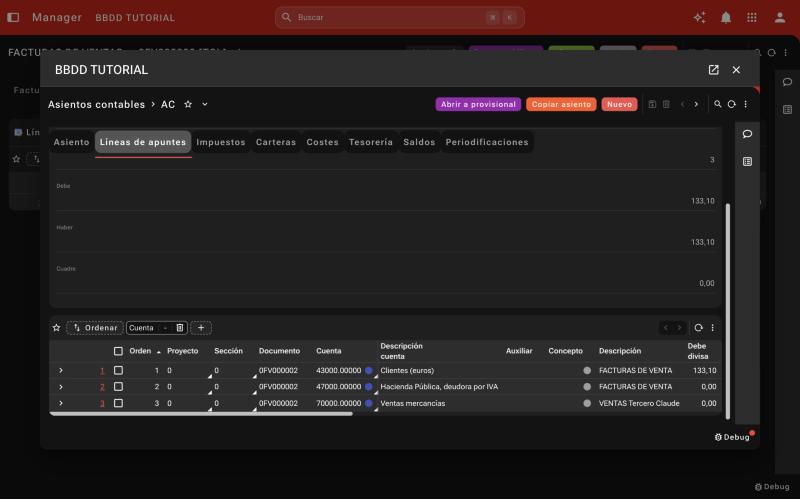 Manager BBDD TUTORIAL Buscar ⌘ K
BBDD TUTORIAL
Asientos contables > AC Abrir a provisional Copiar asiento Nuevo
Asiento Líneas de apuntes Impuestos Carteras Costes Tesorería Saldos Periodificaciones
3
Debe
133,10
Haber
133,10
Cuadre
0,00
Ordenar Cuenta +
Orden Proyecto Sección Documento Cuenta Descripción cuenta Auxiliar Concepto Descripción Debe divisa
1 1 0 0 0FV000002 43000.00000 Clientes (euros) FACTURAS DE VENTA 133,10
2 2 0 0 0FV000002 47000.00000 Hacienda Pública, deudora por IVA FACTURAS DE VENTA 0,00
3 3 0 0 0FV000002 70000.00000 Ventas mercancias VENTAS Tercero Claude 0,00
Debug
Debug